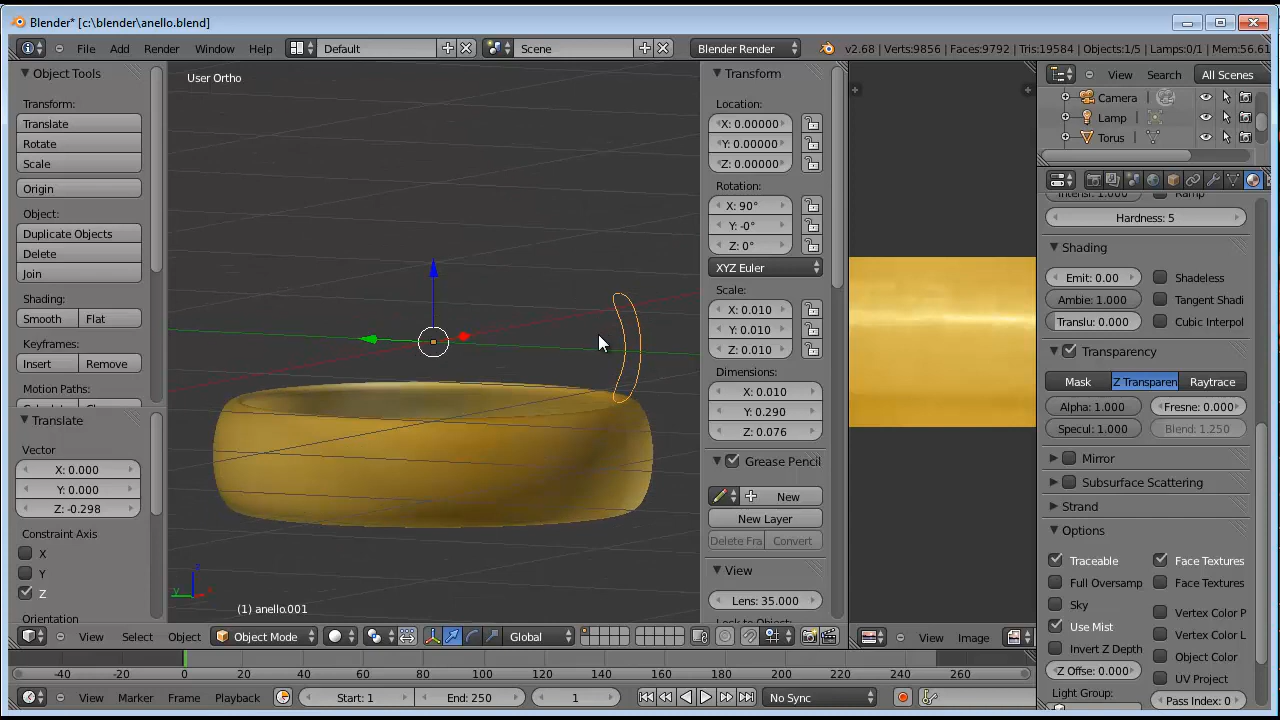 Blender* [c:\blender\anello.blend]
File Add Render Window Help Default Scene Blender Render v2.68 | Verts:9856 | Faces:9792 | Tris:19584 | Objects:1/5 | Lamps:0/1 | Mem:56.61
Object Tools
Transform:
Translate
Rotate
Scale
Origin
Object:
Duplicate Objects
Delete
Join
Shading:
Smooth Flat
Keyframes:
Insert Remove
Motion Paths:
Translate
Vector
X: 0.000
Y: 0.000
Z: -0.298
Constraint Axis
X
Y
Z
Orientation
User Ortho
z
y x
(1) anello.001
Transform
Location:
X: 0.00000
Y: 0.00000
Z: 0.00000
Rotation:
X: 90°
Y: -0°
Z: 0°
XYZ Euler
Scale:
X: 0.010
Y: 0.010
Z: 0.010
Dimensions:
X: 0.010
Y: 0.290
Z: 0.076
Grease Pencil
New
New Layer
Delete Fra Convert
View
Lens: 35.000
View Search All Scenes
Camera
Lamp
Torus
Hardness: 5
Shading
Emit: 0.00 Shadeless
Ambie: 1.000 Tangent Shadi
Translu: 0.000 Cubic Interpol
Transparency
Mask Z Transparen Raytrace
Alpha: 1.000 Fresne: 0.000
Specul: 1.000 Blend: 1.250
Mirror
Subsurface Scattering
Strand
Options
Traceable Face Textures
Full Oversamp Face Textures
Sky Vertex Color P
Use Mist Vertex Color L
Invert Z Depth Object Color
Z Offse: 0.000 UV Project
Light Group:
Pass Index: 0
View Select Object Object Mode Global
View Image
-40 -20 0 20 40 60 80 100 120 140 160 180 200 220 240 260
View Marker Frame Playback Start: 1 End: 250 1 No Sync